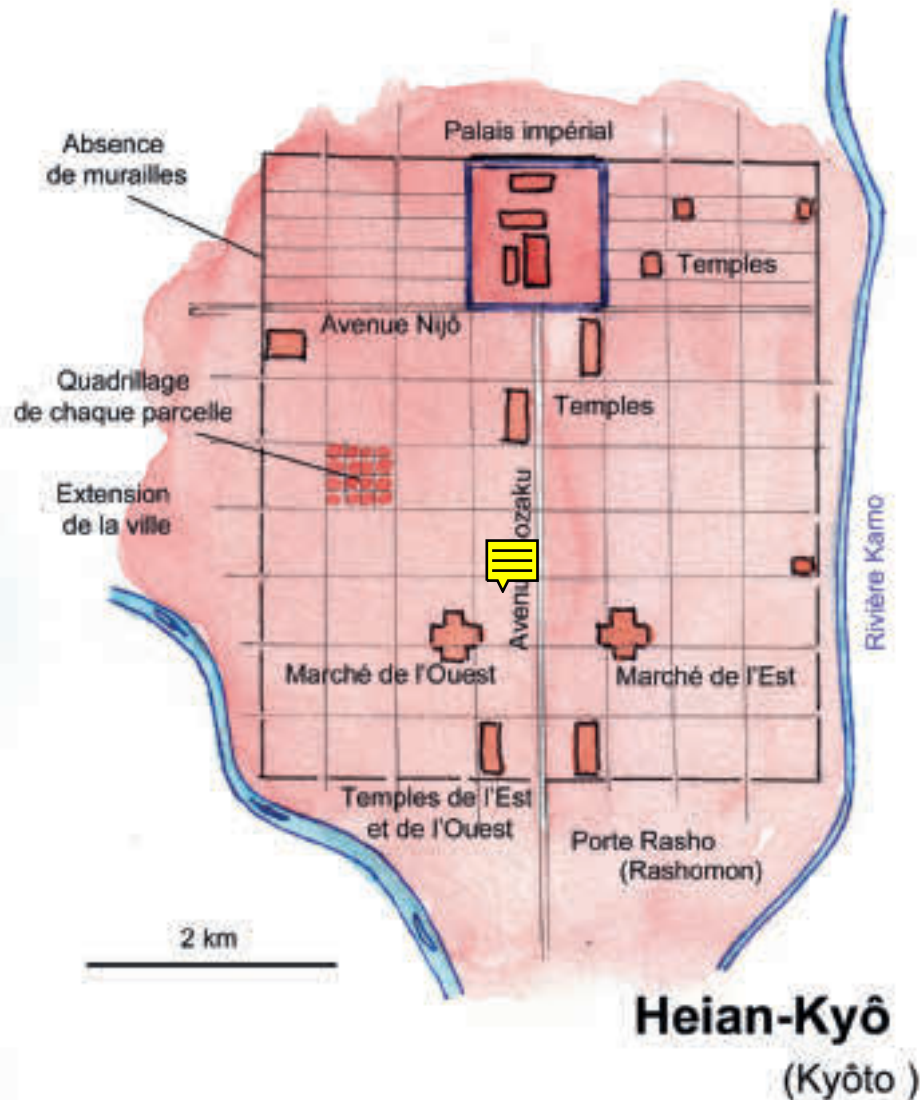 Palais impérial
Absence
de murailles
Temples
Avenue Nijô
Quadrillage
de chaque parcelle
Temples
Extension
de la ville
ozaku
Rivière Kamo
Marché de l'Ouest
Marché de l'Est
Temples de l'Est
et de l'Ouest
Porte Rasho
(Rashomon)
2 km
Heian-Kyô
(Kyôto )